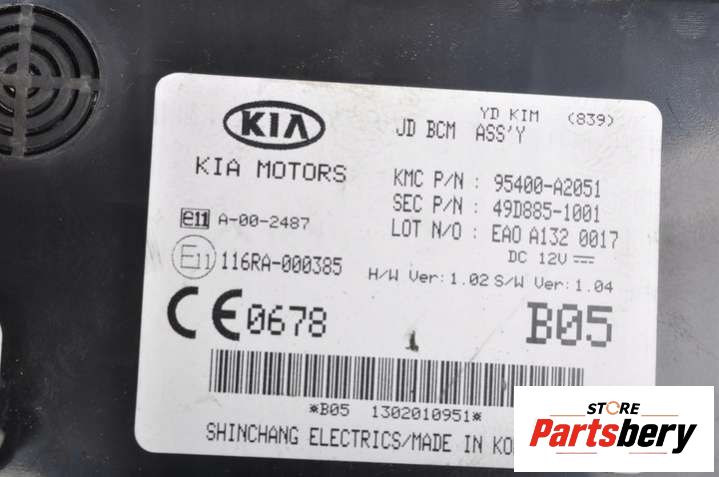 KIA
KIA MOTORS
YD KIM (839)
JD BCM ASS'Y
KMC P/N : 95400-A2051
SEC P/N : 49D885-1001
LOT N/O : EAO A132 0017
DC 12V
e11 A-00-2487
E11 116RA-000385
H/W Ver:1.02 S/W Ver:1.04
CE0678
1
B05
*B05 1302010951*
SHINCHANG ELECTRICS/MADE IN
STORE
Partsbery